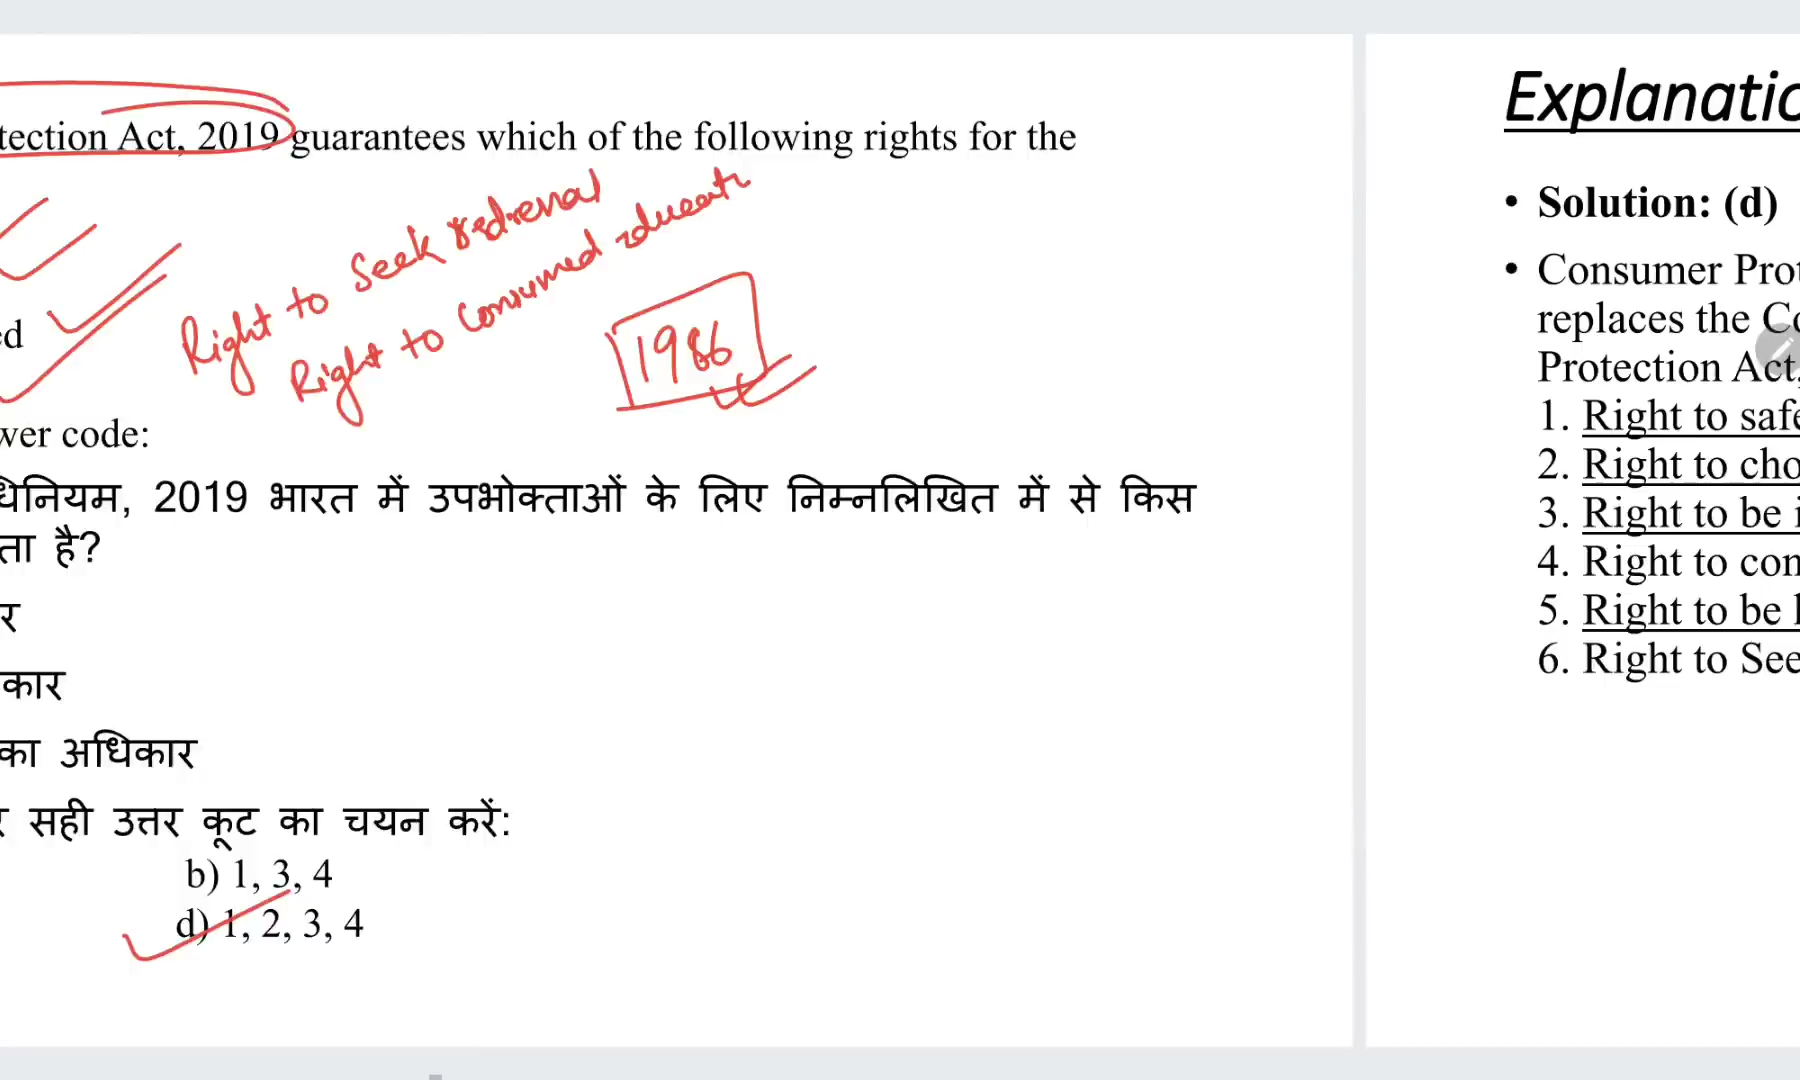 tection Act, 2019 guarantees which of the following rights for the
Right to Seek redressal
Right to Consumed educatn
1986
ed
wer code:
धिनियम, 2019 भारत में उपभोक्ताओं के लिए निम्नलिखित में से किस
ता है?
र
कार
का अधिकार
र सही उत्तर कूट का चयन करें:
b) 1, 3, 4
d) 1, 2, 3, 4
Explanatio
• Solution: (d)
• Consumer Prot
replaces the Co
Protection Act,
1. Right to safe
2. Right to cho
3. Right to be i
4. Right to con
5. Right to be h
6. Right to See